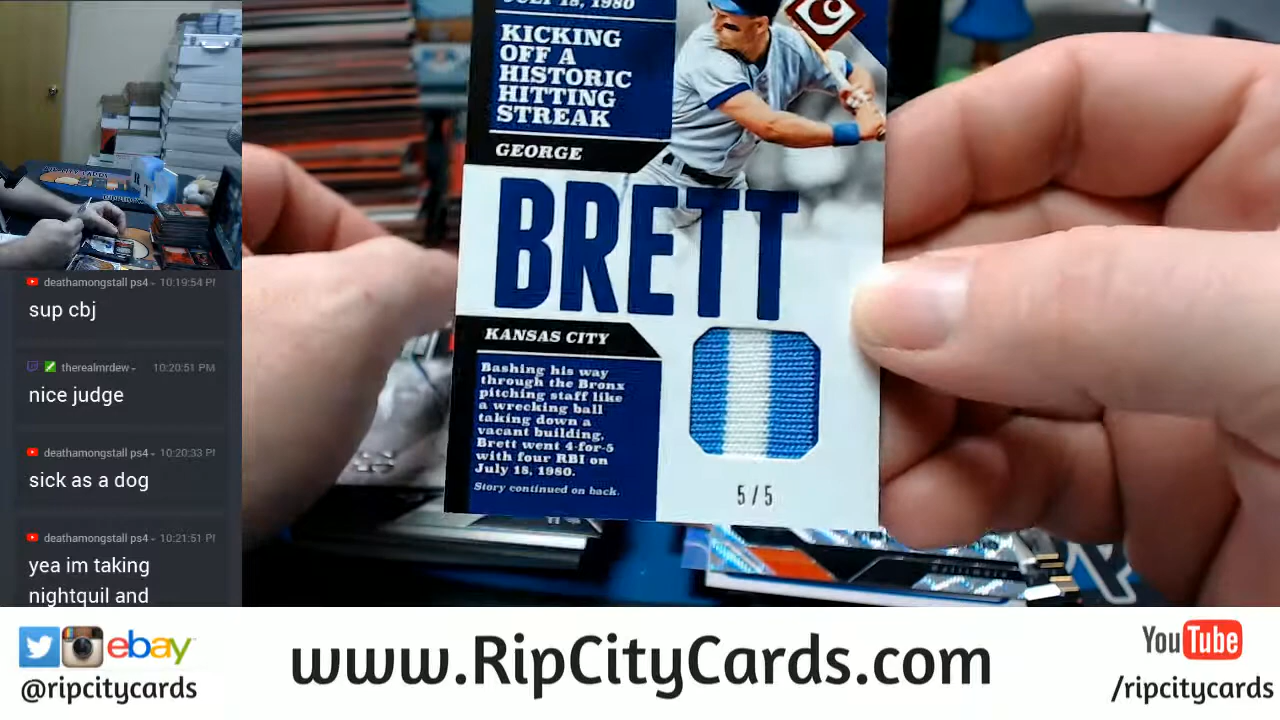 JULY 18, 1980
KICKING
OFF A
HISTORIC
HITTING
STREAK
GEORGE
BRETT
KANSAS CITY
Bashing his way
through the Bronx
pitching staff like
a wrecking ball
taking down a
vacant building,
Brett went 4-for-5
with four RBI on
July 18, 1980.
Story continued on back.
5/5
deathamongstall ps4 - 10:19:54 PM
sup cbj
therealmrdew - 10:20:51 PM
nice judge
deathamongstall ps4 - 10:20:33 PM
sick as a dog
deathamongstall ps4 - 10:21:51 PM
yea im taking
nightquil and
ebay
@ripcitycards
www.RipCityCards.com
YouTube
/ripcitycards